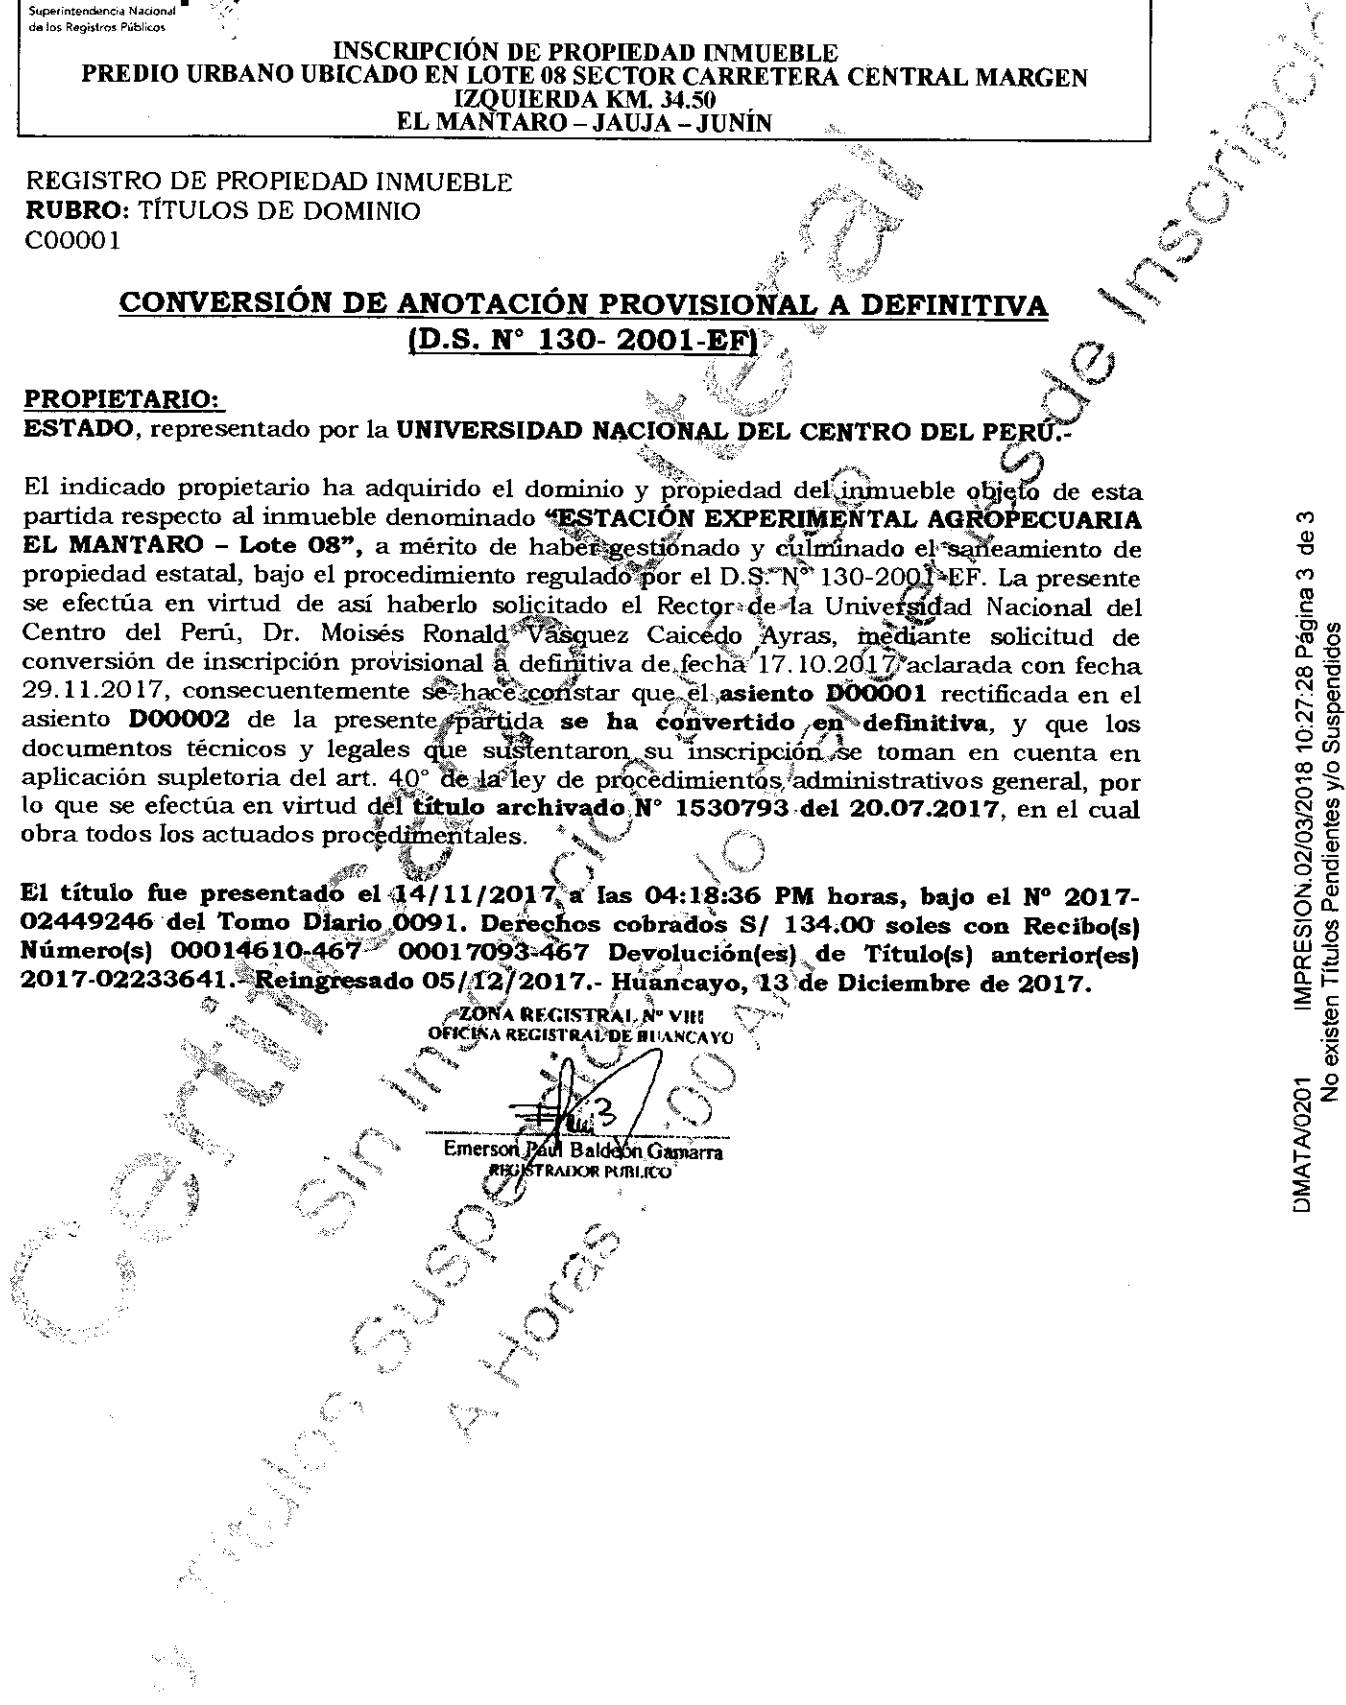 Superintendencia Nacional
de los Registros Públicos
INSCRIPCIÓN DE PROPIEDAD INMUEBLE
PREDIO URBANO UBICADO EN LOTE 08 SECTOR CARRETERA CENTRAL MARGEN
IZQUIERDA KM. 34.50
EL MANTARO – JAUJA – JUNÍN
REGISTRO DE PROPIEDAD INMUEBLE
RUBRO: TÍTULOS DE DOMINIO
C00001
CONVERSIÓN DE ANOTACIÓN PROVISIONAL A DEFINITIVA
(D.S. N° 130- 2001-EF)
PROPIETARIO:
ESTADO, representado por la UNIVERSIDAD NACIONAL DEL CENTRO DEL PERÚ.-
El indicado propietario ha adquirido el dominio y propiedad del inmueble objeto de esta
partida respecto al inmueble denominado “ESTACIÓN EXPERIMENTAL AGROPECUARIA
EL MANTARO – Lote 08”, a mérito de haber gestionado y culminado el saneamiento de
propiedad estatal, bajo el procedimiento regulado por el D.S. N° 130-2001-EF. La presente
se efectúa en virtud de así haberlo solicitado el Rector de la Universidad Nacional del
Centro del Perú, Dr. Moisés Ronald Vásquez Caicedo Ayras, mediante solicitud de
conversión de inscripción provisional a definitiva de fecha 17.10.2017 aclarada con fecha
29.11.2017, consecuentemente se hace constar que el asiento D00001 rectificada en el
asiento D00002 de la presente partida se ha convertido en definitiva, y que los
documentos técnicos y legales que sustentaron su inscripción se toman en cuenta en
aplicación supletoria del art. 40° de la ley de procedimientos administrativos general, por
lo que se efectúa en virtud del título archivado N° 1530793 del 20.07.2017, en el cual
obra todos los actuados procedimentales.
El título fue presentado el 14/11/2017 a las 04:18:36 PM horas, bajo el Nº 2017-
02449246 del Tomo Diario 0091. Derechos cobrados S/ 134.00 soles con Recibo(s)
Número(s) 00014610-467 00017093-467 Devolución(es) de Título(s) anterior(es)
2017-02233641.- Reingresado 05/12/2017.- Huancayo, 13 de Diciembre de 2017.
ZONA REGISTRAL Nº VIII
OFICINA REGISTRAL DE HUANCAYO
Emerson Paul Baldeón Gamarra
REGISTRADOR PUBLICO
DMATA/0201 IMPRESION.02/03/2018 10:27:28 Página 3 de 3
No existen Títulos Pendientes y/o Suspendidos